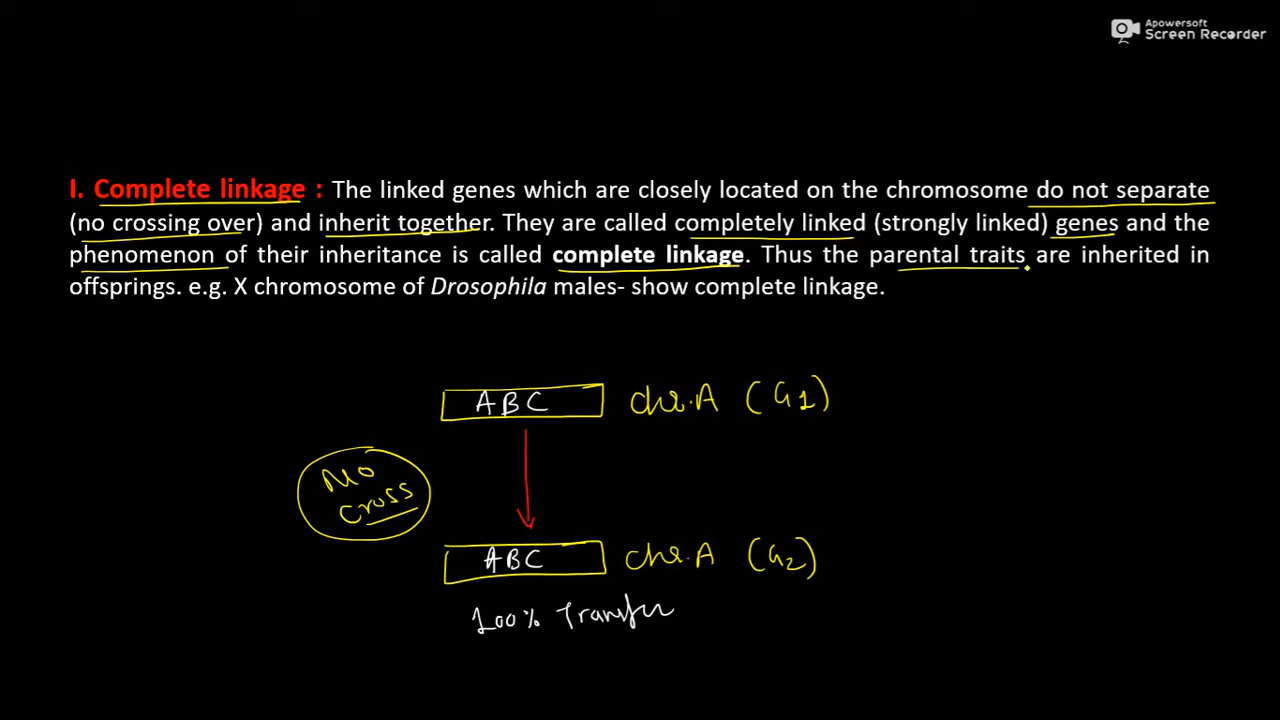 Apowersoft
Screen Recorder
I. Complete linkage : The linked genes which are closely located on the chromosome do not separate
(no crossing over) and inherit together. They are called completely linked (strongly linked) genes and the
phenomenon of their inheritance is called complete linkage. Thus the parental traits are inherited in
offsprings. e.g. X chromosome of Drosophila males- show complete linkage.
ABC chr.A (G1)
No
cross
ABC chr.A (G2)
100% Transfer